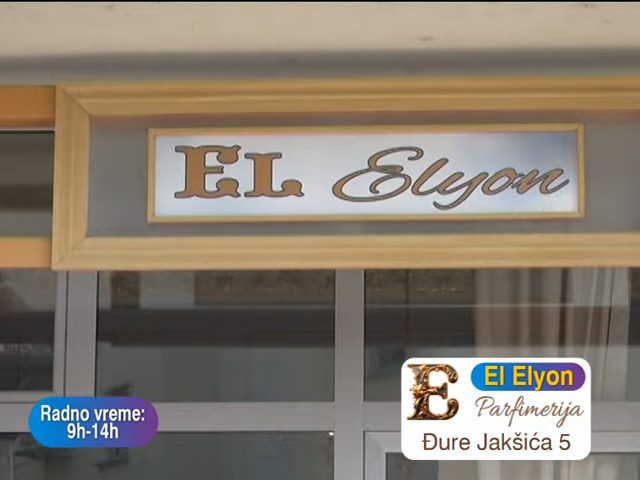 EL Elyon
Radno vreme:
9h-14h
E
El Elyon
Parfimerija
Đure Jakšića 5